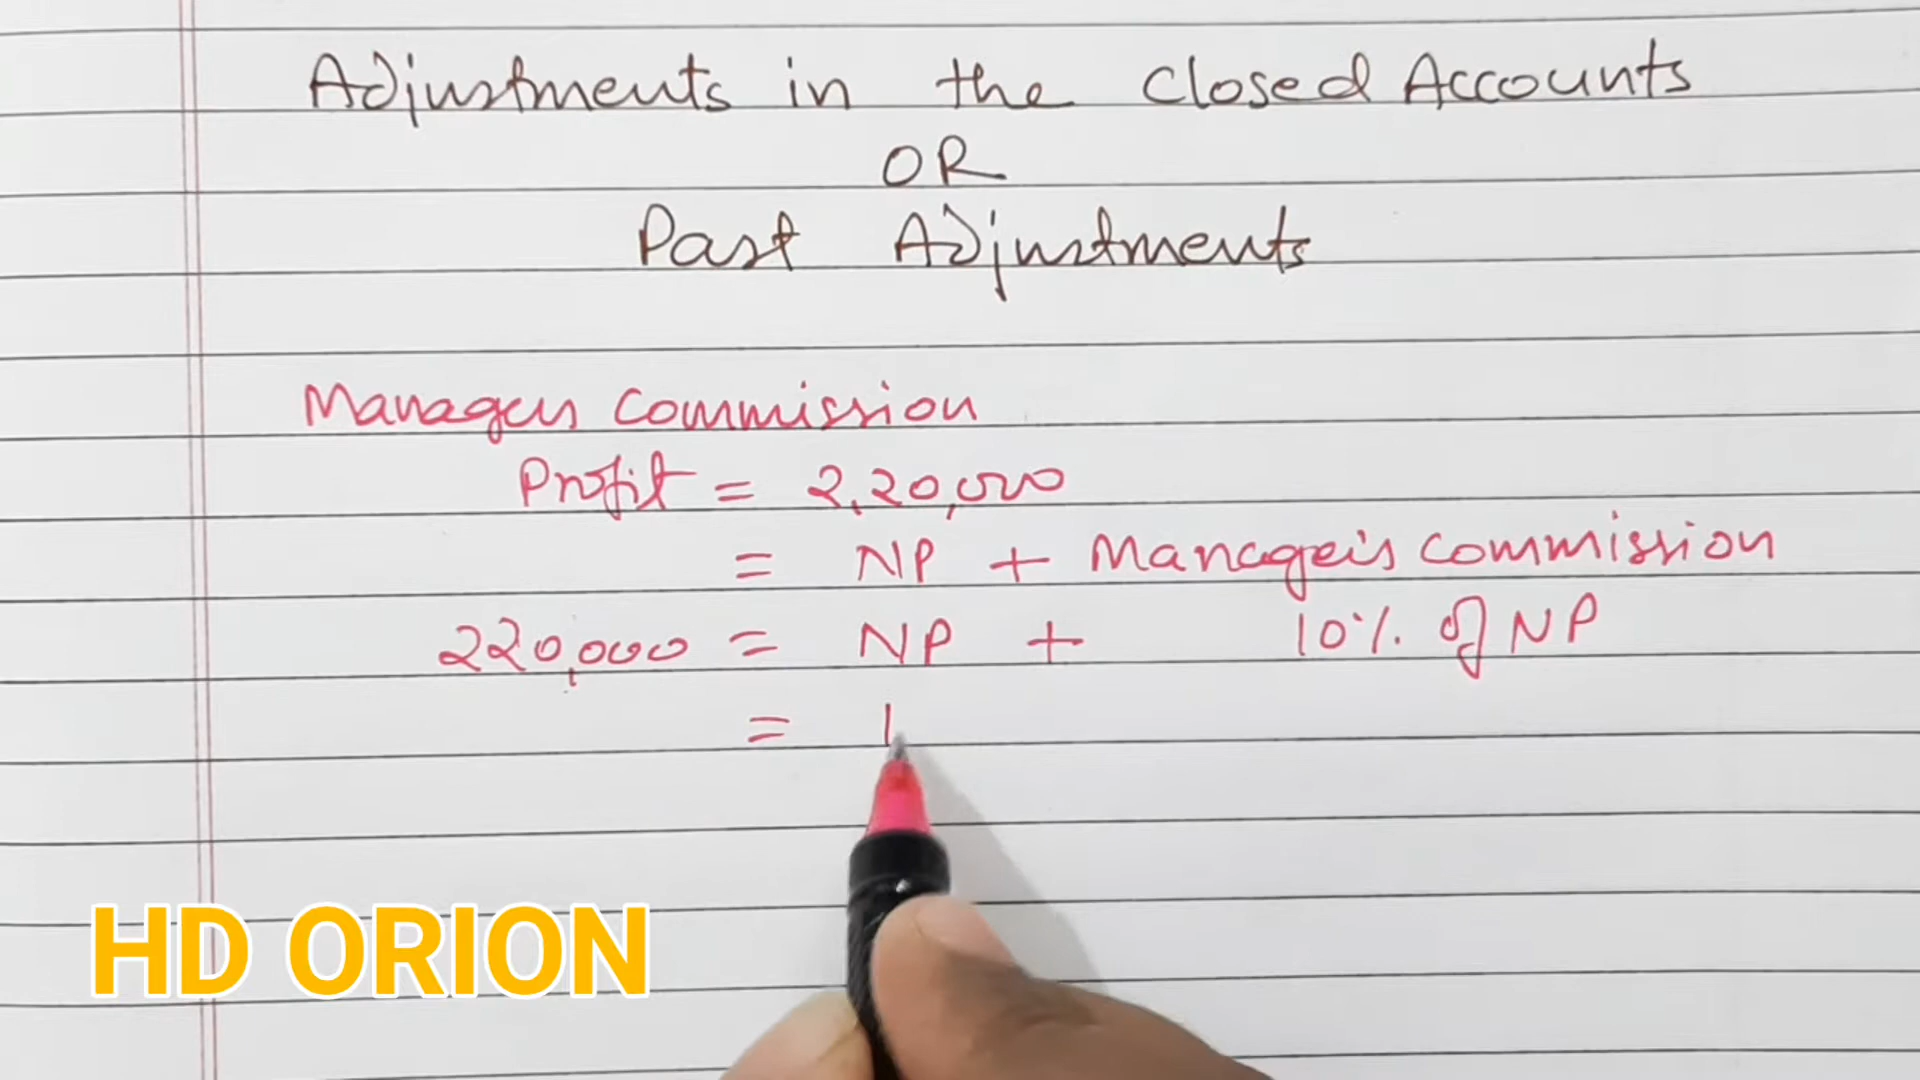 Adjustments in the Closed Accounts
OR
Past Adjustments
Managers Commission
Profit = 2,20,000
= NP + Manager's Commission
220,000 = NP + 10% of NP
= 1
HD ORION